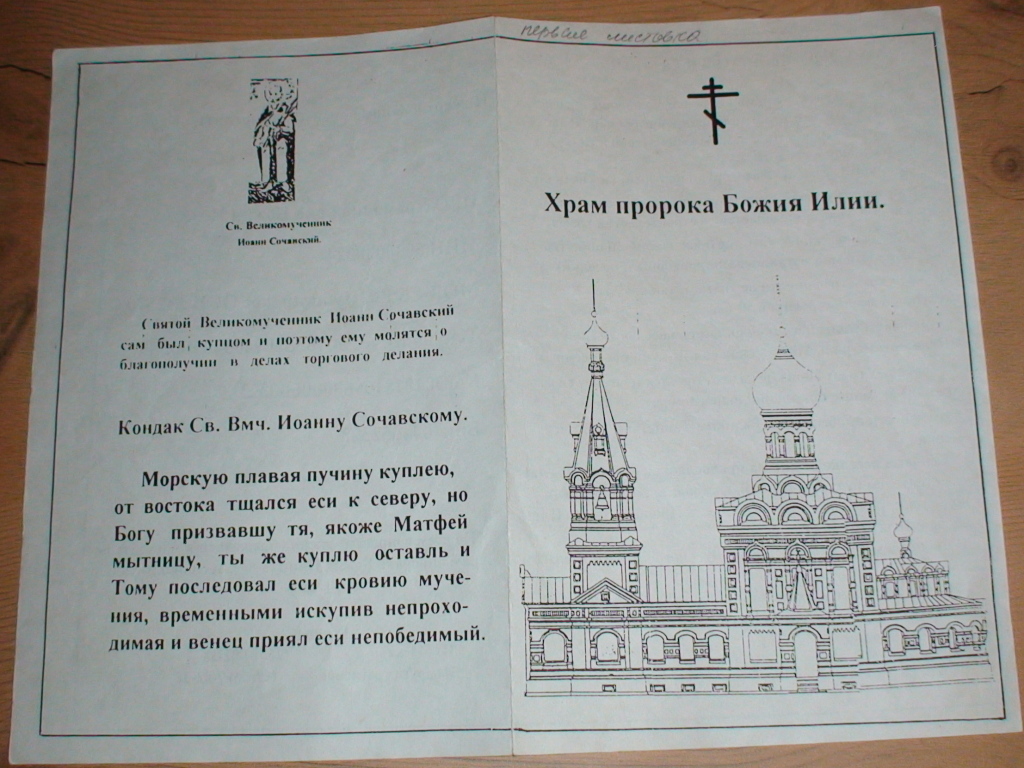 первые листовка
Св. Великомученник
Иоанн Сочавский.
Святой Великомученник Иоанн Сочавский
сам был купцом и поэтому ему молятся о
благополучии в делах торгового делания.
Кондак Св. Вмч. Иоанну Сочавскому.
Морскую плавая пучину куплею,
от востока тщался еси к северу, но
Богу призвавшу тя, якоже Матфей
мытницу, ты же куплю оставль и
Тому последовал еси кровию муче-
ния, временными искупив непрохо-
димая и венец приял еси непобедимый.
Храм пророка Божия Илии.